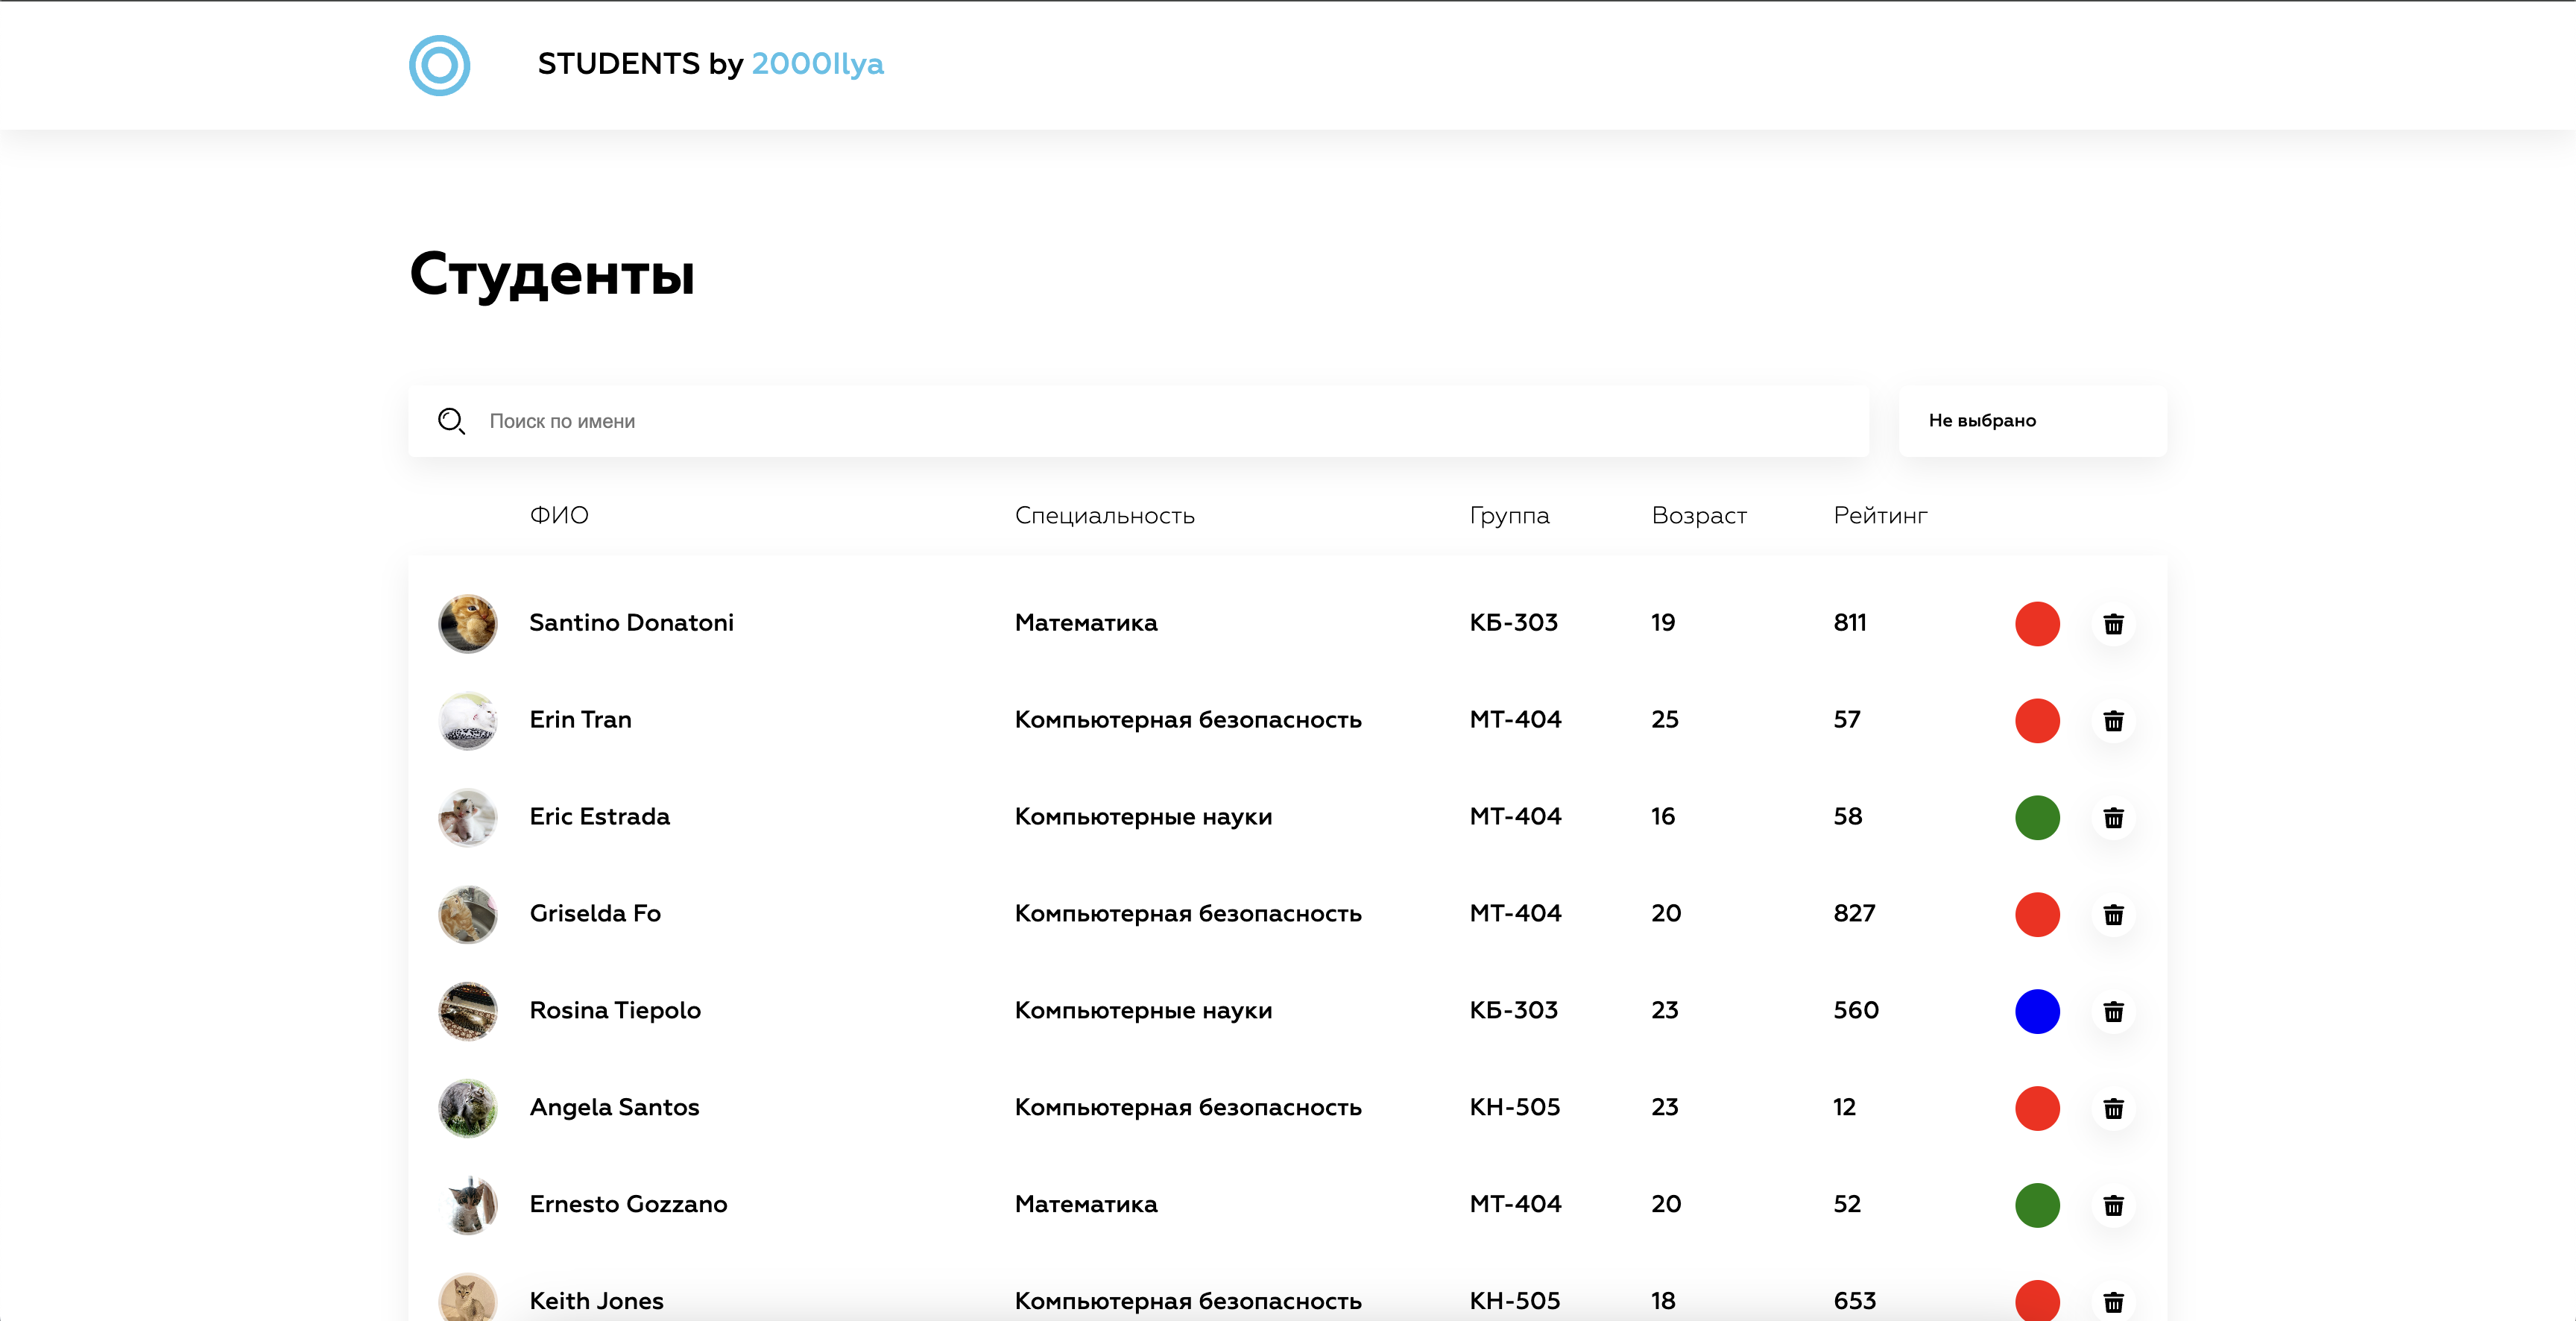 STUDENTS by 2000Ilya
Студенты
Поиск по имени
Не выбрано
ФИО Специальность Группа Возраст Рейтинг
Santino Donatoni Математика КБ-303 19 811
Erin Tran Компьютерная безопасность МТ-404 25 57
Eric Estrada Компьютерные науки МТ-404 16 58
Griselda Fo Компьютерная безопасность МТ-404 20 827
Rosina Tiepolo Компьютерные науки КБ-303 23 560
Angela Santos Компьютерная безопасность КН-505 23 12
Ernesto Gozzano Математика МТ-404 20 52
Keith Jones Компьютерная безопасность КН-505 18 653